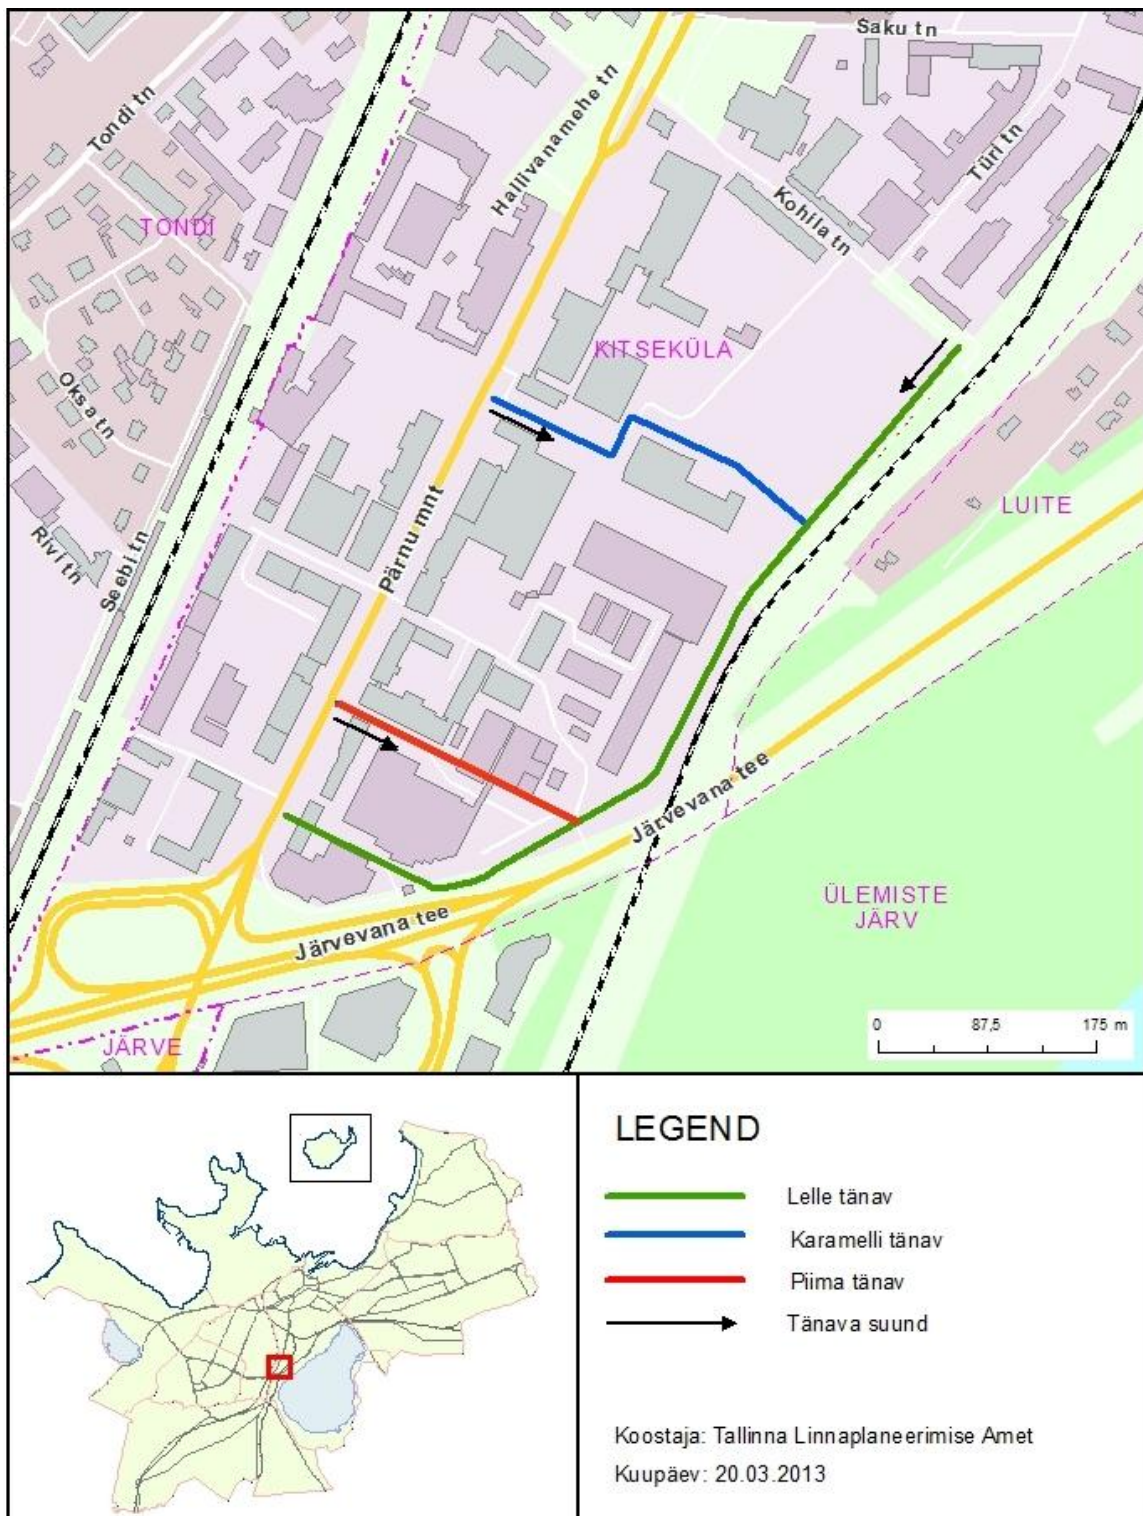 Saku tn
Tondi tn
Hallivanamehe tn
Türi tn
Kohila tn
TONDI
KITSEKÜLA
Oksa tn
LUITE
Rivi tn
Seebi tn
Pärnu mnt
Järvevana tee
ÜLEMISTE
JÄRV
Järvevana tee
JÄRVE
0 87,5 175 m
LEGEND
Lelle tänav
Karamelli tänav
Piima tänav
Tänava suund
Koostaja: Tallinna Linnaplaneerimise Amet
Kuupäev: 20.03.2013